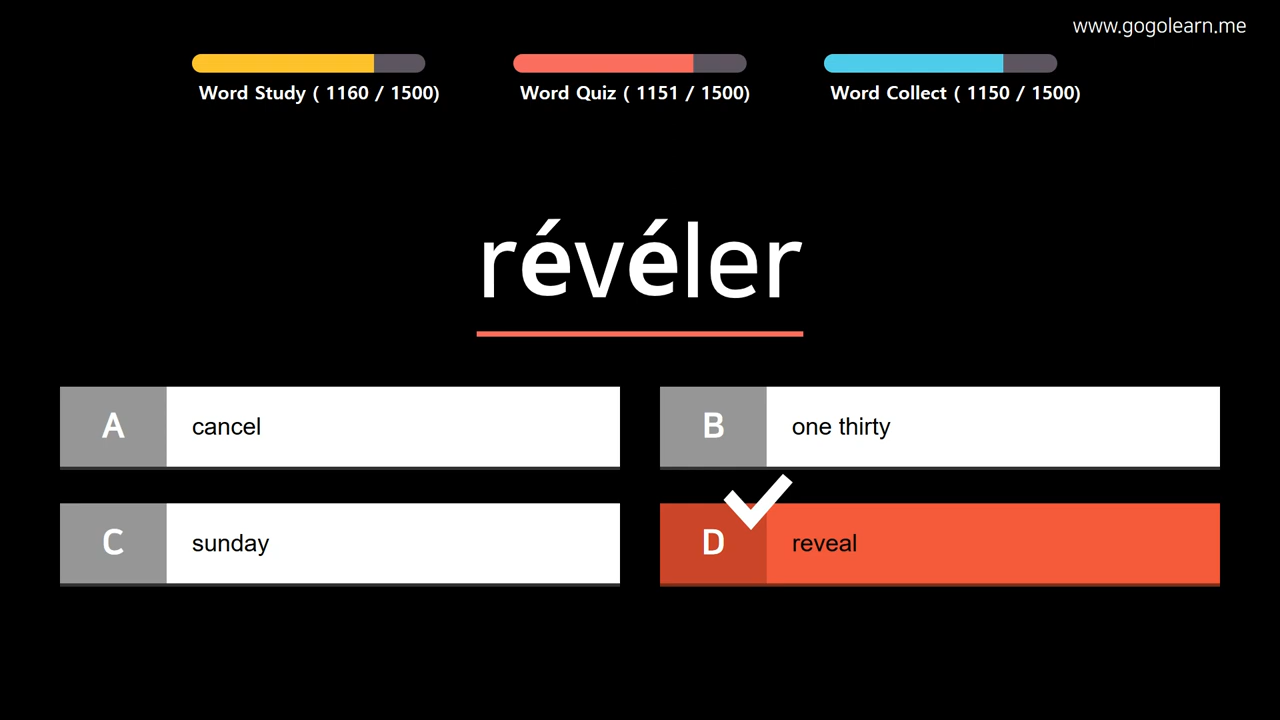 www.gogolearn.me
Word Study ( 1160 / 1500)
Word Quiz ( 1151 / 1500)
Word Collect ( 1150 / 1500)
révéler
A cancel
B one thirty
C sunday
D reveal